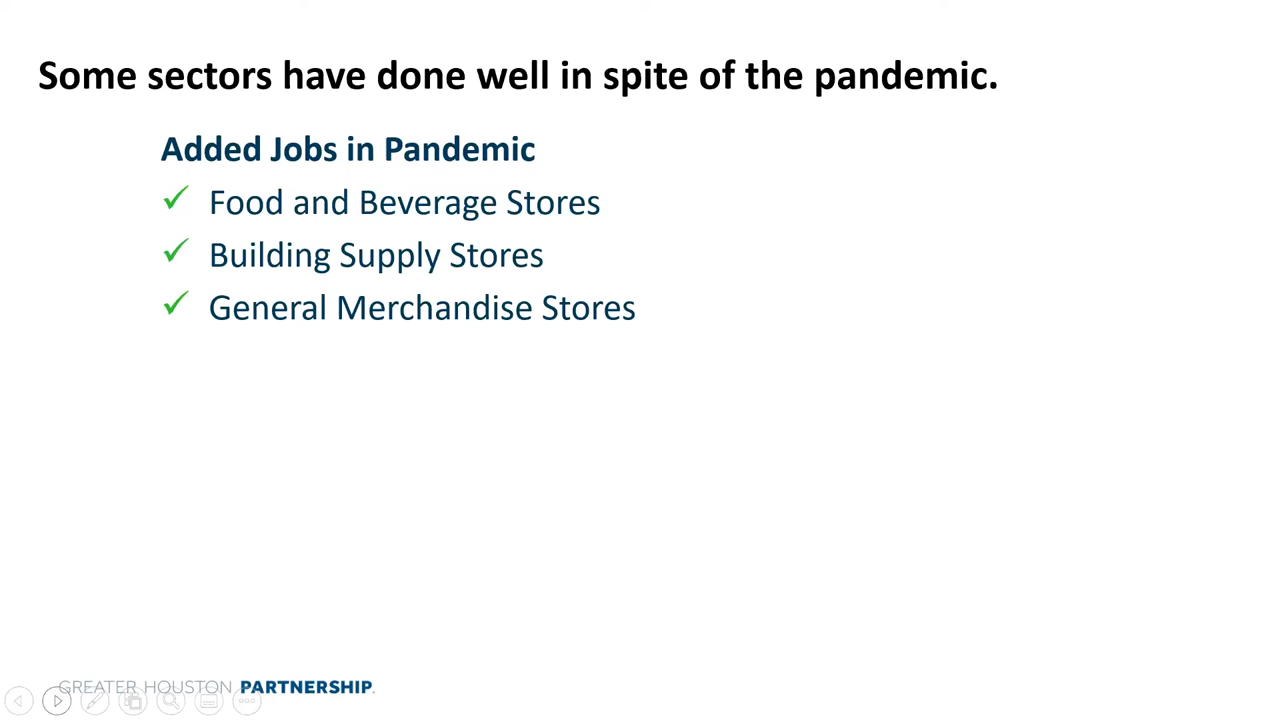 Some sectors have done well in spite of the pandemic.
Added Jobs in Pandemic
✓ Food and Beverage Stores
✓ Building Supply Stores
✓ General Merchandise Stores
GREATER HOUSTON PARTNERSHIP.